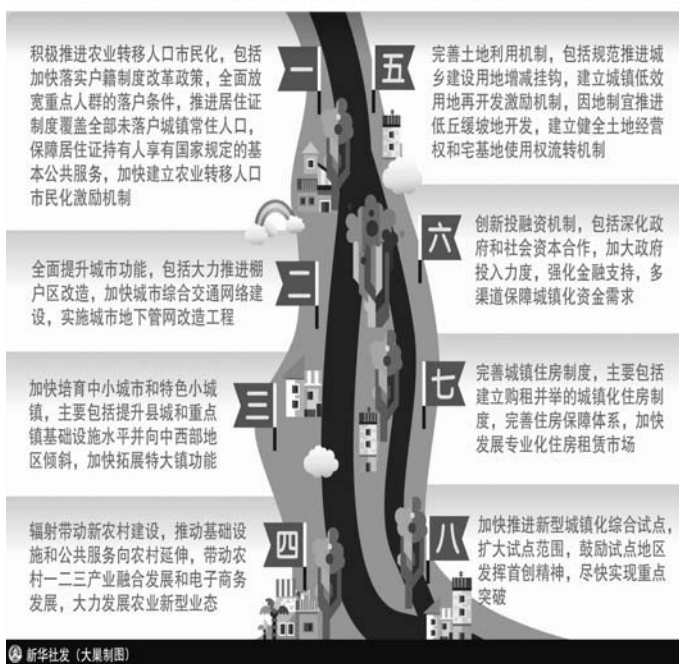 一
积极推进农业转移人口市民化，包括
加快落实户籍制度改革政策，全面放
宽重点人群的落户条件，推进居住证
制度覆盖全部未落户城镇常住人口，
保障居住证持有人享有国家规定的基
本公共服务，加快建立农业转移人口
市民化激励机制
二
全面提升城市功能，包括大力推进棚
户区改造，加快城市综合交通网络建
设，实施城市地下管网改造工程
三
加快培育中小城市和特色小城
镇，主要包括提升县城和重点
镇基础设施水平并向中西部地
区倾斜，加快拓展特大镇功能
四
辐射带动新农村建设，推动基础设
施和公共服务向农村延伸，带动农
村一二三产业融合发展和电子商务
发展，大力发展农业新型业态
五
完善土地利用机制，包括规范推进城
乡建设用地增减挂钩，建立城镇低效
用地再开发激励机制，因地制宜推进
低丘缓坡地开发，建立健全土地经营
权和宅基地使用权流转机制
六
创新投融资机制，包括深化政
府和社会资本合作，加大政府
投入力度，强化金融支持，多
渠道保障城镇化资金需求
七
完善城镇住房制度，主要包括
建立购租并举的城镇化住房制
度，完善住房保障体系，加快
发展专业化住房租赁市场
八
加快推进新型城镇化综合试点，
扩大试点范围，鼓励试点地区
发挥首创精神，尽快实现重点
突破
新华社发（大巢制图）